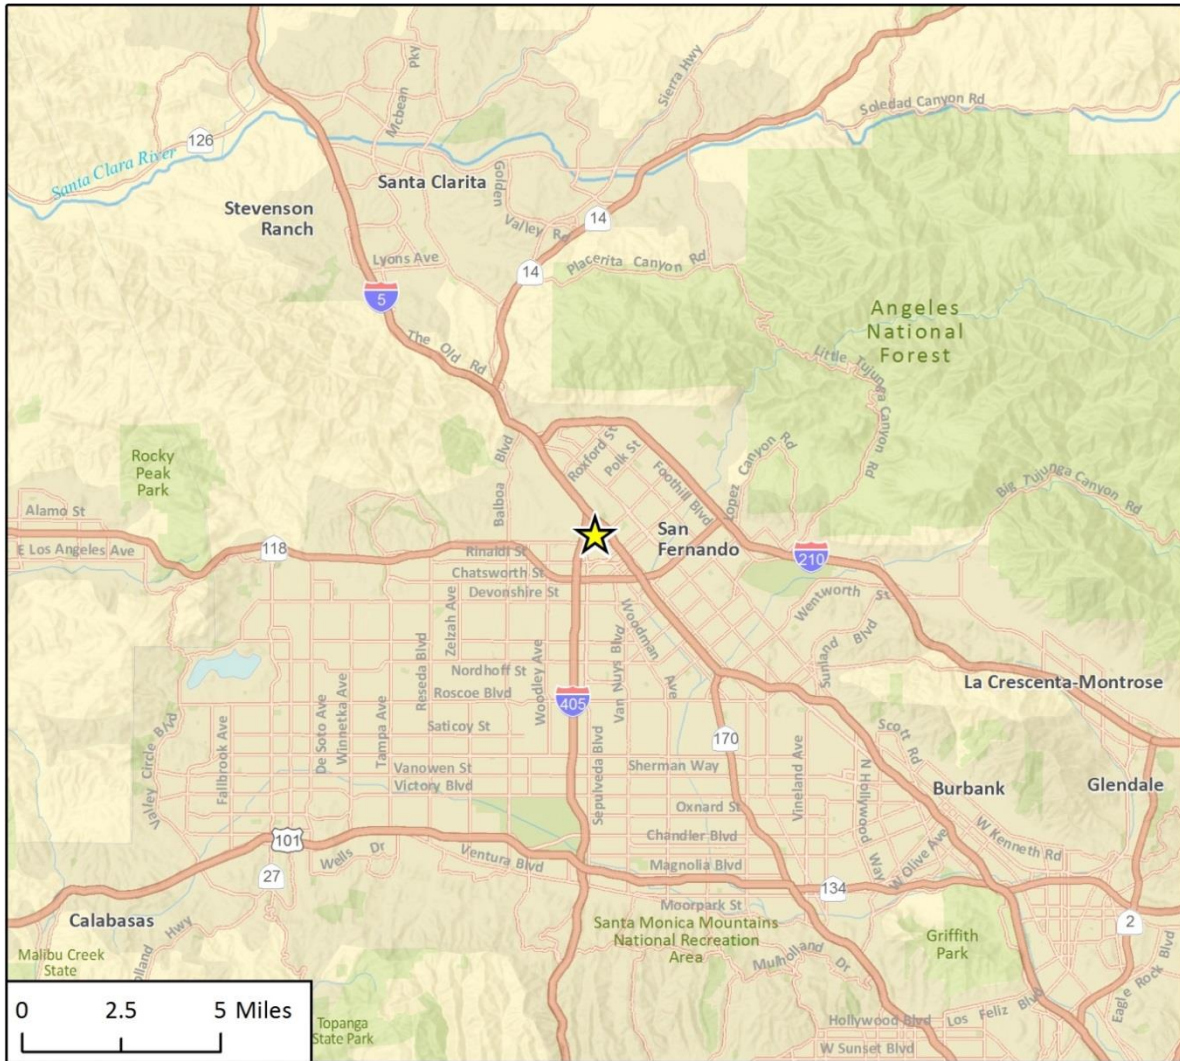 Mcbean Pky
Sierra Hwy
Soledad Canyon Rd
126
Santa Clara River
Santa Clarita
Golden
Valley Rd
Stevenson
Ranch
14
Lyons Ave
14
Placerita Canyon Rd
5
The Old Rd
Angeles
National
Forest
Little Tujunga Canyon Rd
Rocky
Peak
Park
Balboa Blvd
Roxford St
Polk St
Foothill Blvd
Lopez Canyon Rd
Big Tujunga Canyon Rd
Alamo St
E Los Angeles Ave
118
Rinaldi St
San
Fernando
210
Chatsworth St
Devonshire St
Zelzah Ave
Reseda Blvd
Woodman Ave
Wentworth St
Sunland Blvd
Nordhoff St
Roscoe Blvd
Woodley Ave
Van Nuys Blvd
La Crescenta-Montrose
405
Saticoy St
De Soto Ave
Winnetka Ave
Tampa Ave
Fallbrook Ave
Valley Circle Blvd
170
Scott Rd
Vanowen St
Victory Blvd
Sepulveda Blvd
Sherman Way
Vineland Ave
N Hollywood Way
Burbank
Glendale
Oxnard St
Chandler Blvd
101
Wells Dr
Ventura Blvd
Magnolia Blvd
W Olive Ave
W Kenneth Rd
27
134
Moorpark St
Calabasas
Santa Monica Mountains
National Recreation
Area
Mulholland Dr
Griffith
Park
2
olland Hwy
Malibu Creek
State
Eagle Rock Blvd
Los Feliz Blvd
Hollywood Blvd
W Sunset Blvd
Topanga
State Park
0 2.5 5 Miles